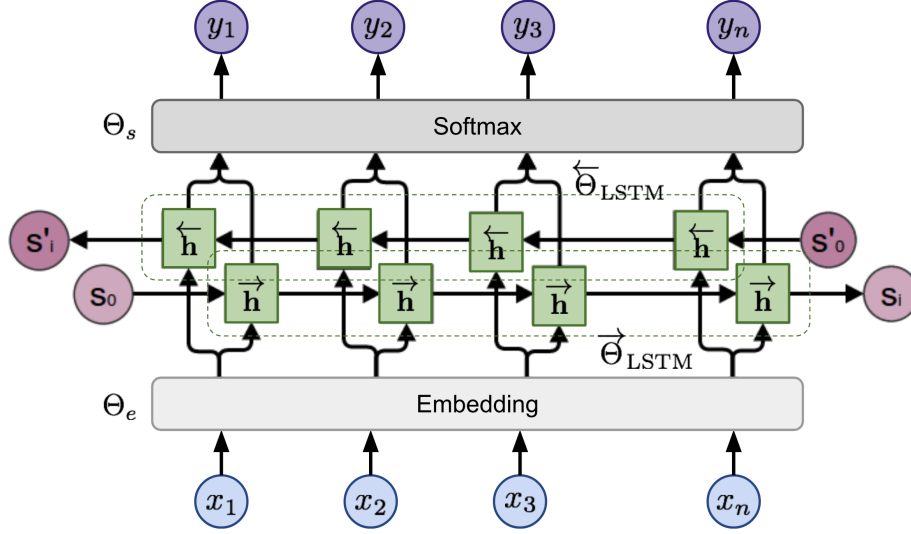 y₁ y₂ y₃ yₙ
Θₛ Softmax
←Θ LSTM
←h ←h ←h ←h
S'i S'0
S0 Si
→h →h →h →h
→Θ LSTM
Θₑ Embedding
x₁ x₂ x₃ xₙ